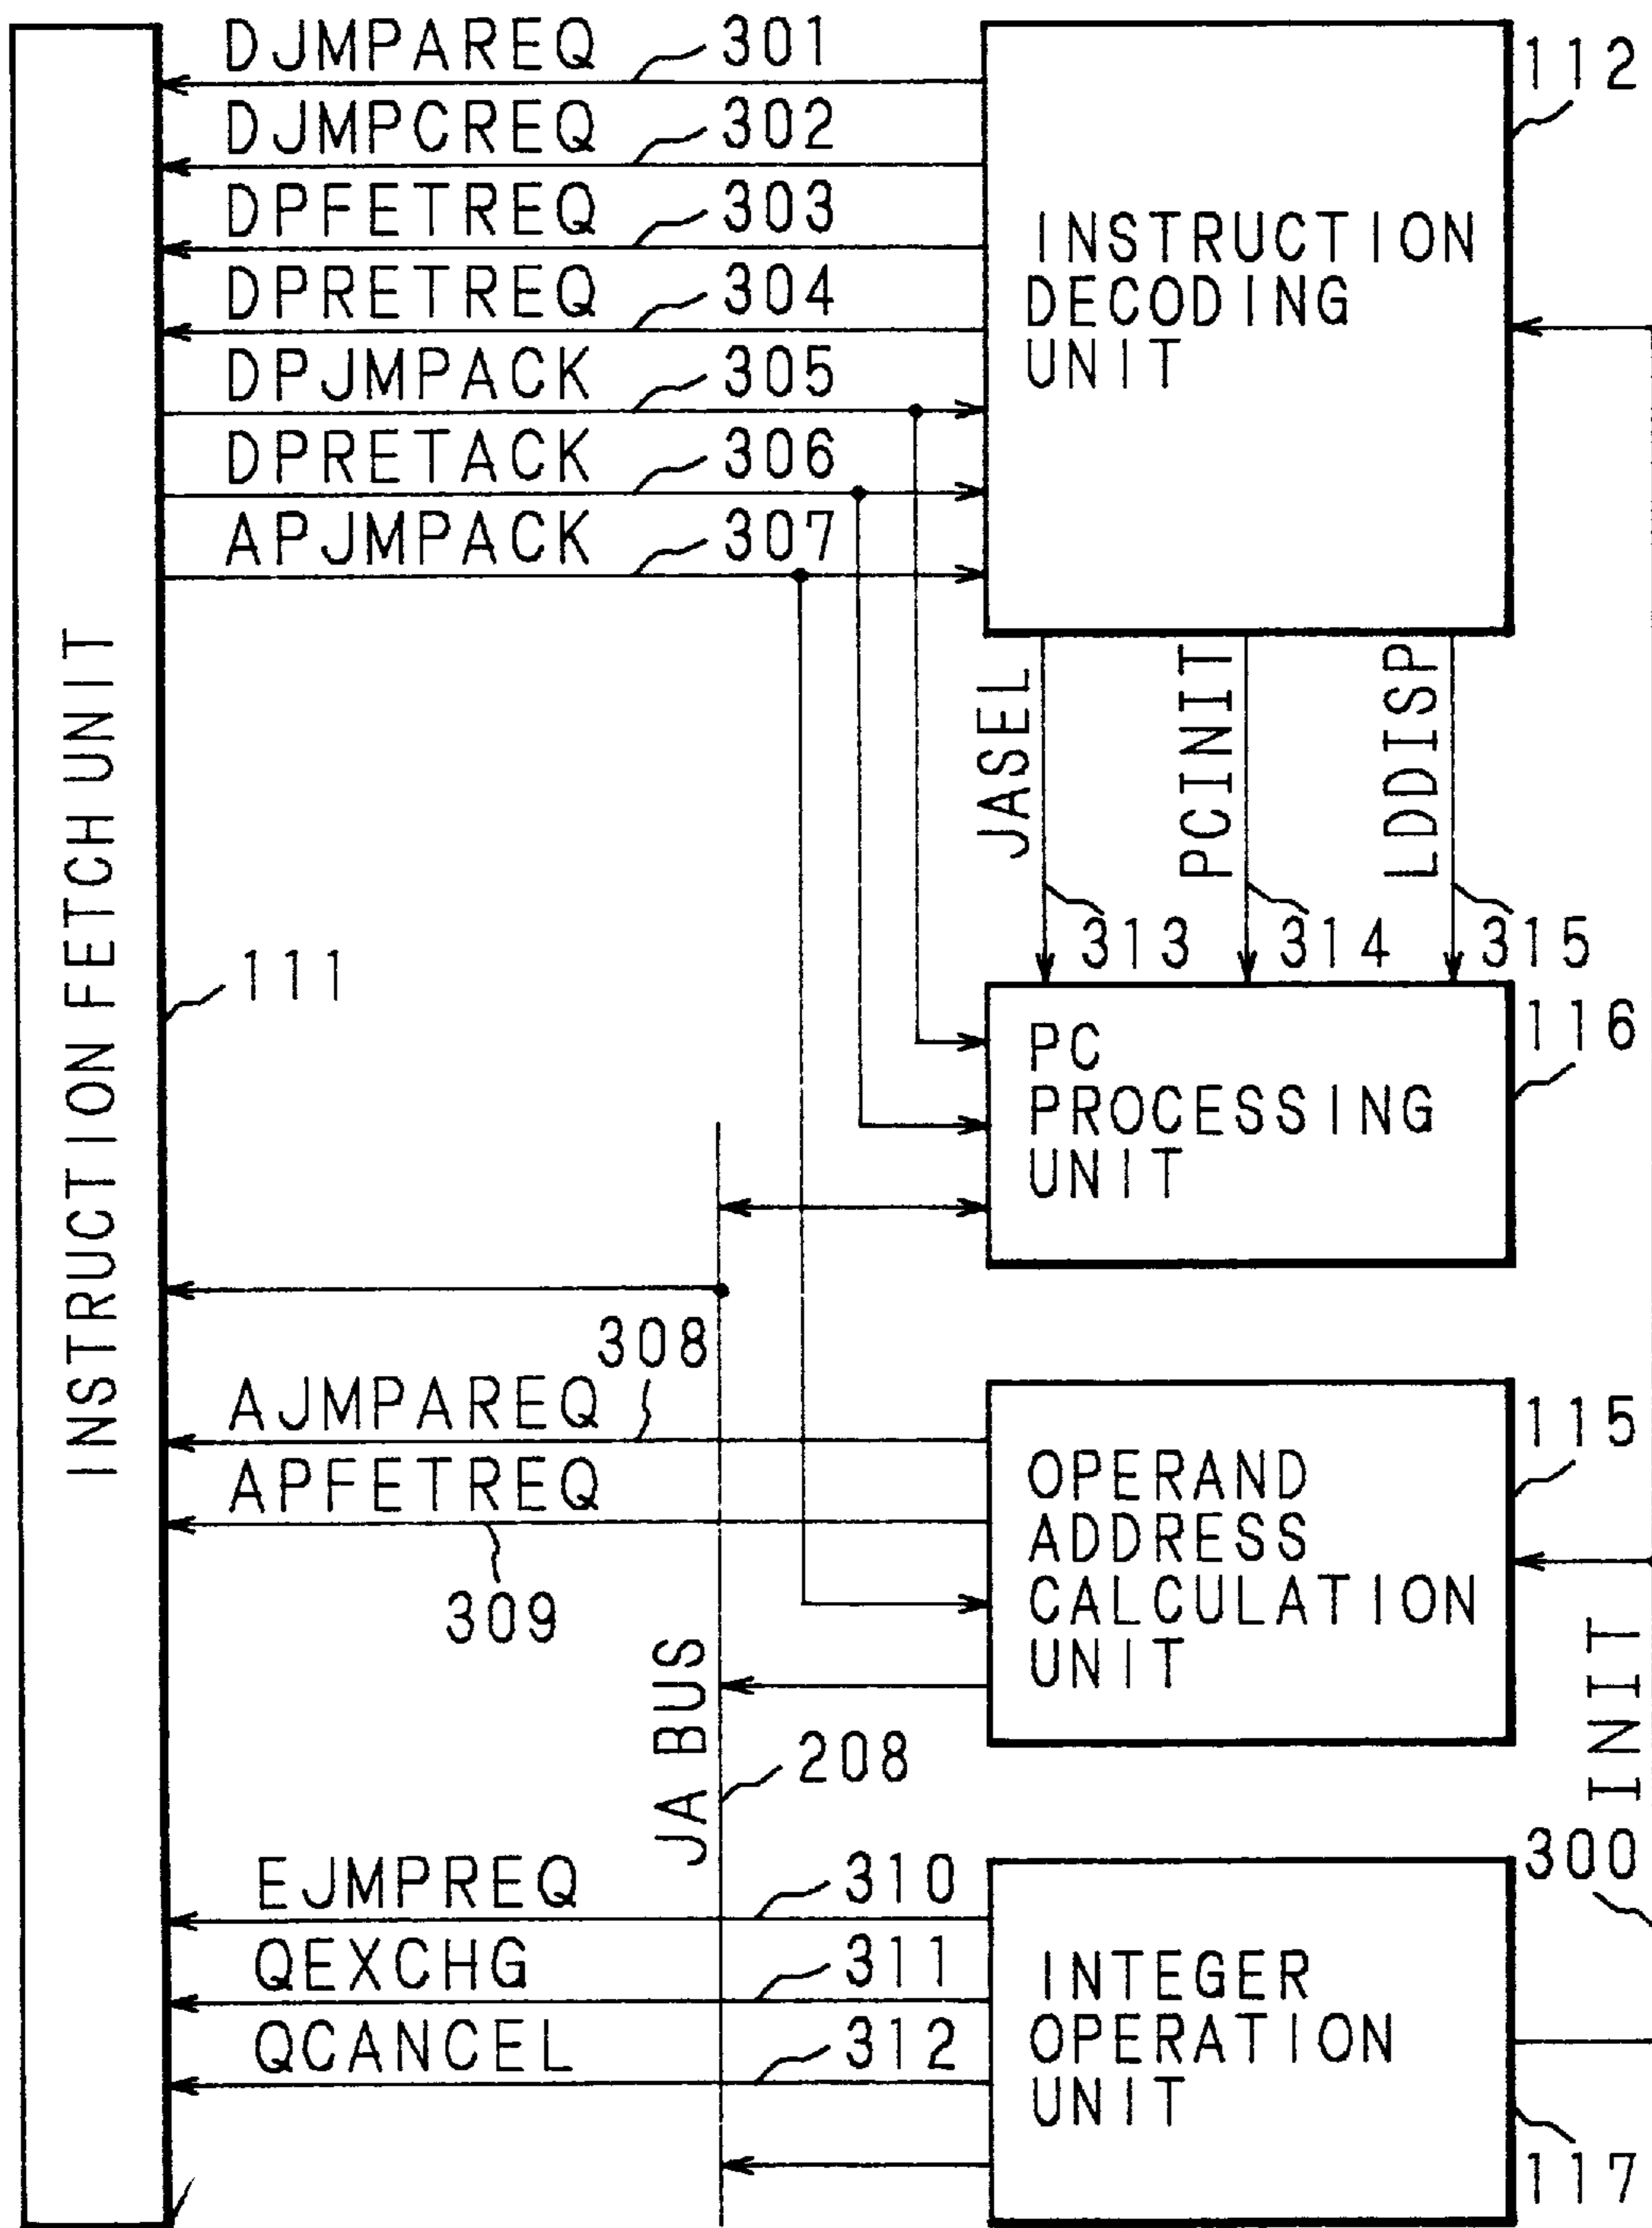 DJMPAREQ 301
112
DJMPCREQ 302
DPFETREQ 303
DPRETREQ 304
DPJMPACK 305
DPRETACK 306
APJMPACK 307
INSTRUCTION
DECODING
UNIT
JASEL
PCINIT
LDDISP
313
314
315
INSTRUCTION FETCH UNIT
111
116
PC
PROCESSING
UNIT
308
AJMPAREQ
APFETREQ
309
115
OPERAND
ADDRESS
CALCULATION
UNIT
JA BUS
208
INIT
300
EJMPREQ 310
QEXCHG 311
QCANCEL 312
INTEGER
OPERATION
UNIT
117